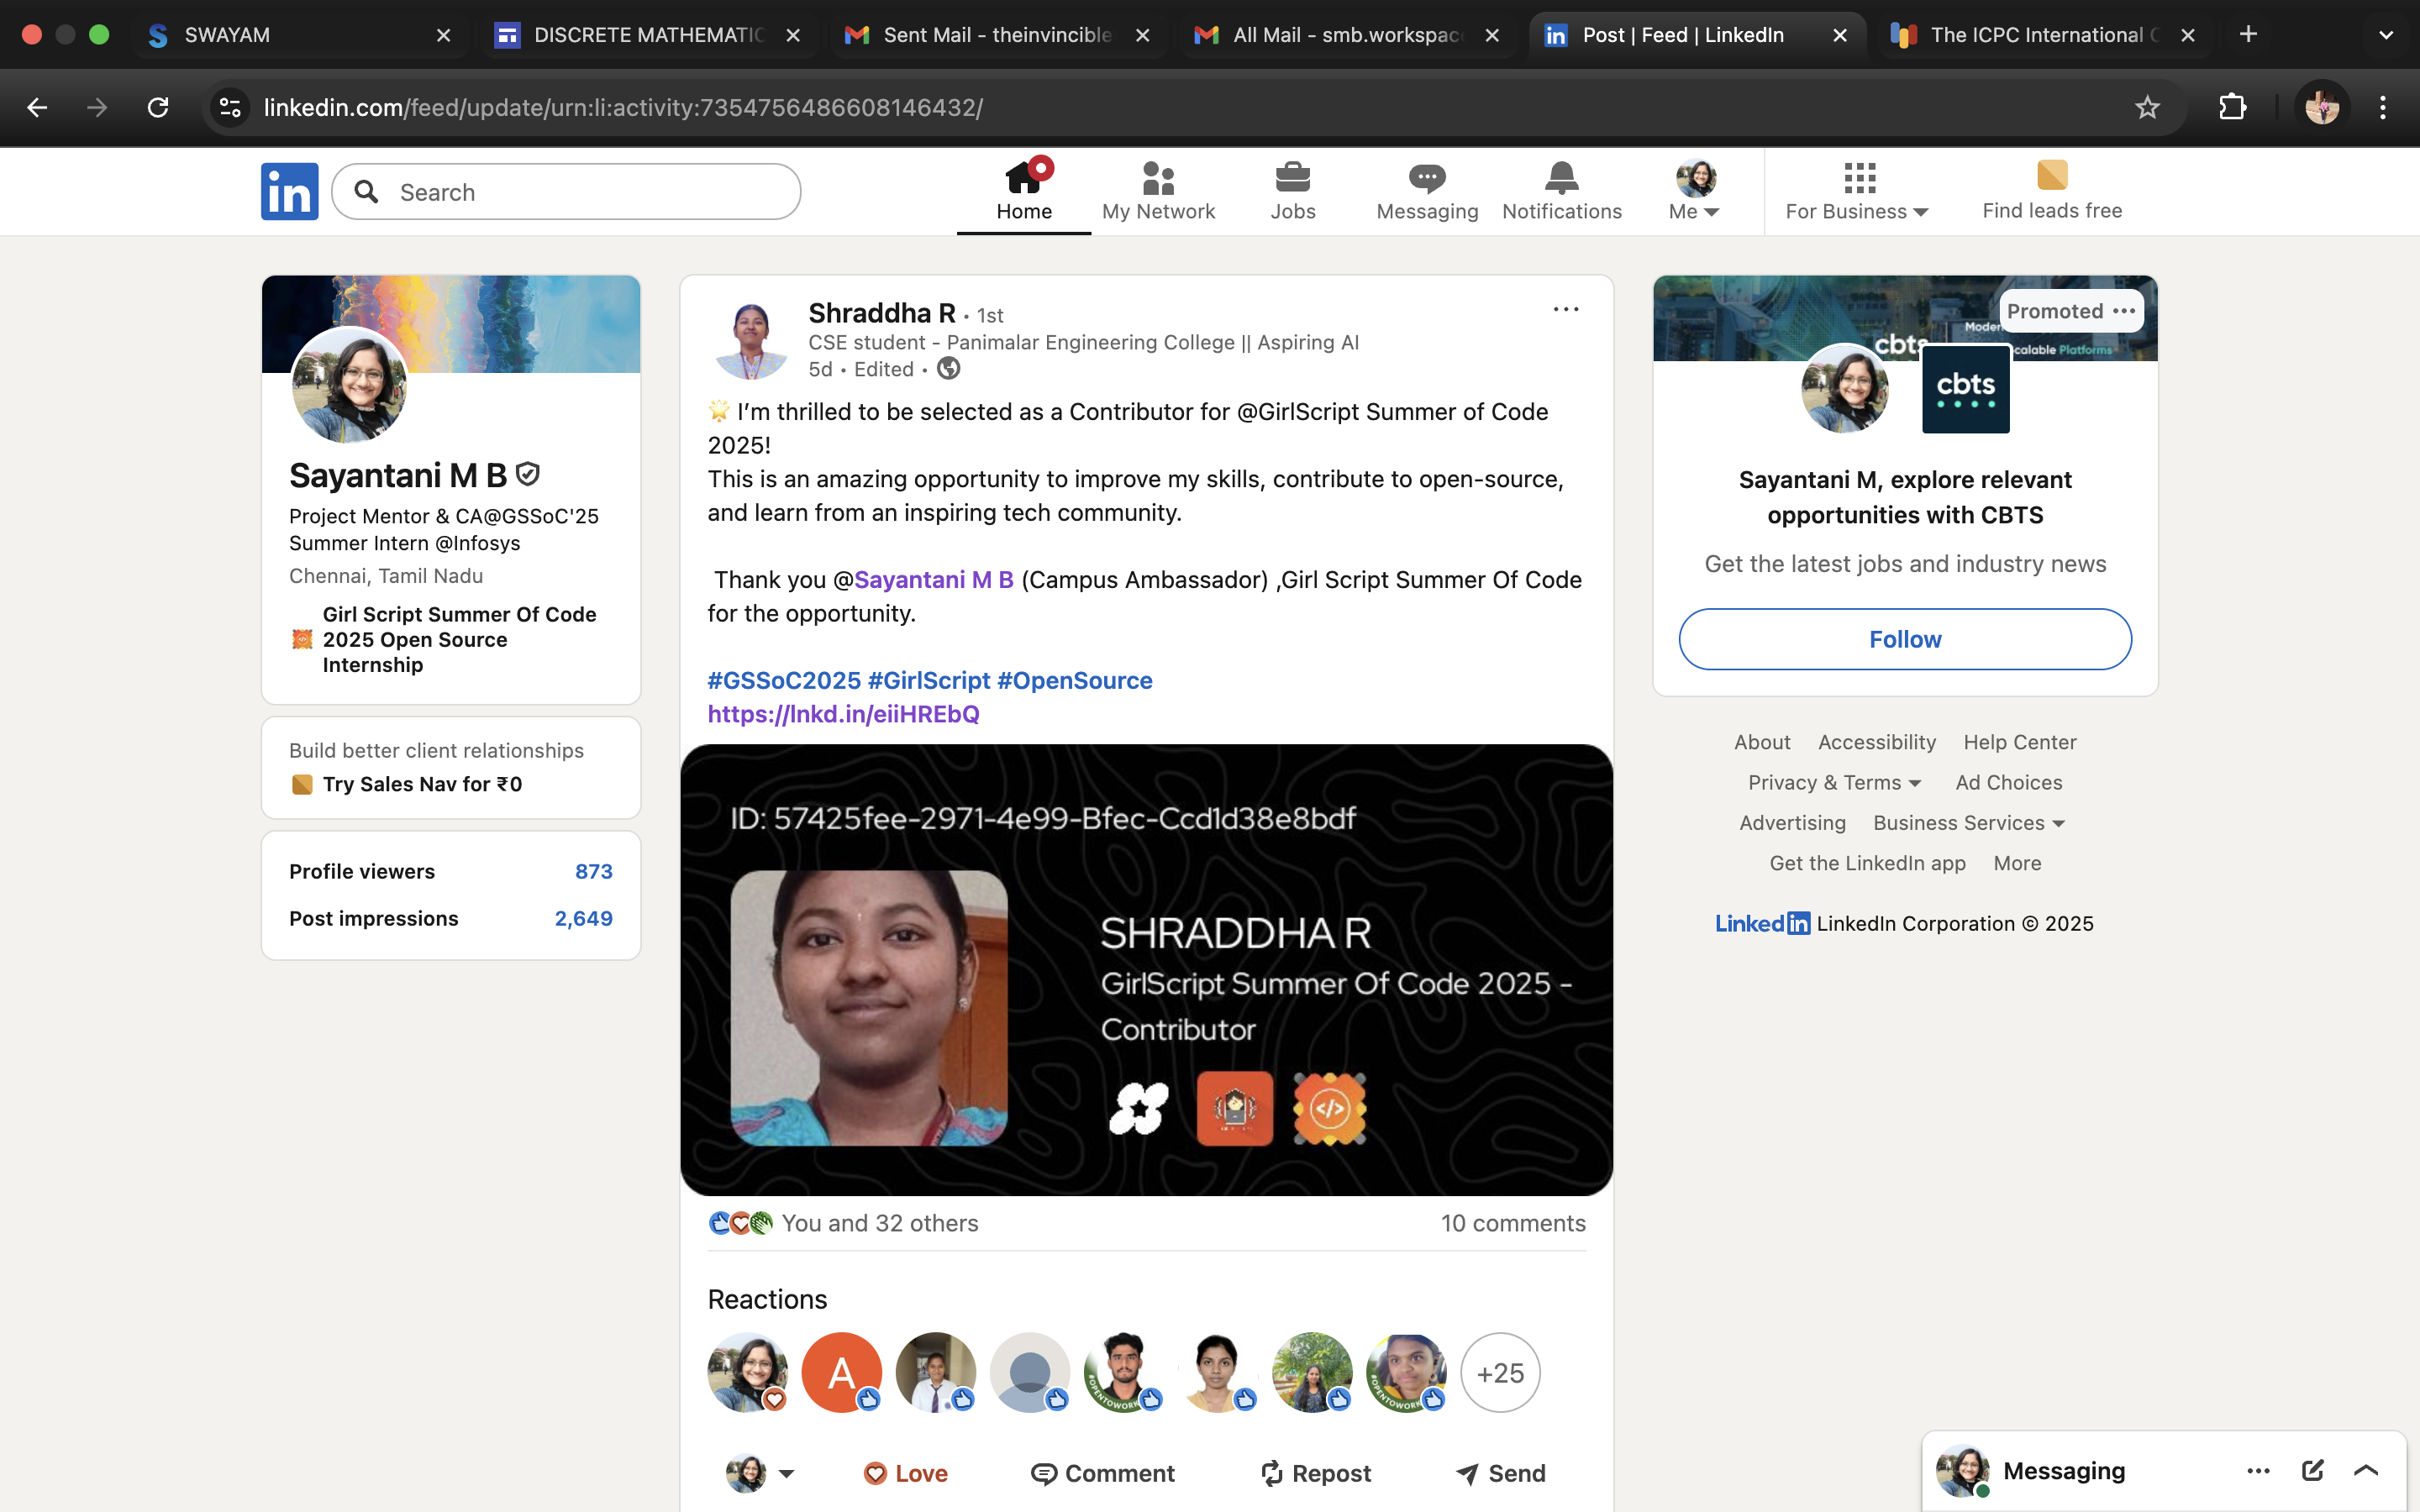 SWAYAM
DISCRETE MATHEMATIC
Sent Mail - theinvincible
All Mail - smb.workspac
Post | Feed | LinkedIn
The ICPC International C
linkedin.com/feed/update/urn:li:activity:7354756486608146432/
in
Search
Home
My Network
Jobs
Messaging
Notifications
Me
For Business
Find leads free
Sayantani M B
Project Mentor & CA@GSSoC'25
Summer Intern @Infosys
Chennai, Tamil Nadu
Girl Script Summer Of Code
2025 Open Source
Internship
Build better client relationships
Try Sales Nav for ₹0
Profile viewers 873
Post impressions 2,649
Shraddha R • 1st
CSE student - Panimalar Engineering College || Aspiring AI
5d • Edited •
🌟 I’m thrilled to be selected as a Contributor for @GirlScript Summer of Code
2025!
This is an amazing opportunity to improve my skills, contribute to open-source,
and learn from an inspiring tech community.
Thank you @Sayantani M B (Campus Ambassador) ,Girl Script Summer Of Code
for the opportunity.
#GSSoC2025 #GirlScript #OpenSource
https://lnkd.in/eiiHREbQ
ID: 57425fee-2971-4e99-Bfec-Ccd1d38e8bdf
SHRADDHA R
GirlScript Summer Of Code 2025 -
Contributor
</>
You and 32 others
10 comments
Reactions
A
#OPENTOWORK
#OPENTOWORK
+25
Love
Comment
Repost
Send
Promoted
cbts
calable Platforms
cbts
Sayantani M, explore relevant
opportunities with CBTS
Get the latest jobs and industry news
Follow
About Accessibility Help Center
Privacy & Terms Ad Choices
Advertising Business Services
Get the LinkedIn app More
LinkedIn LinkedIn Corporation © 2025
Messaging